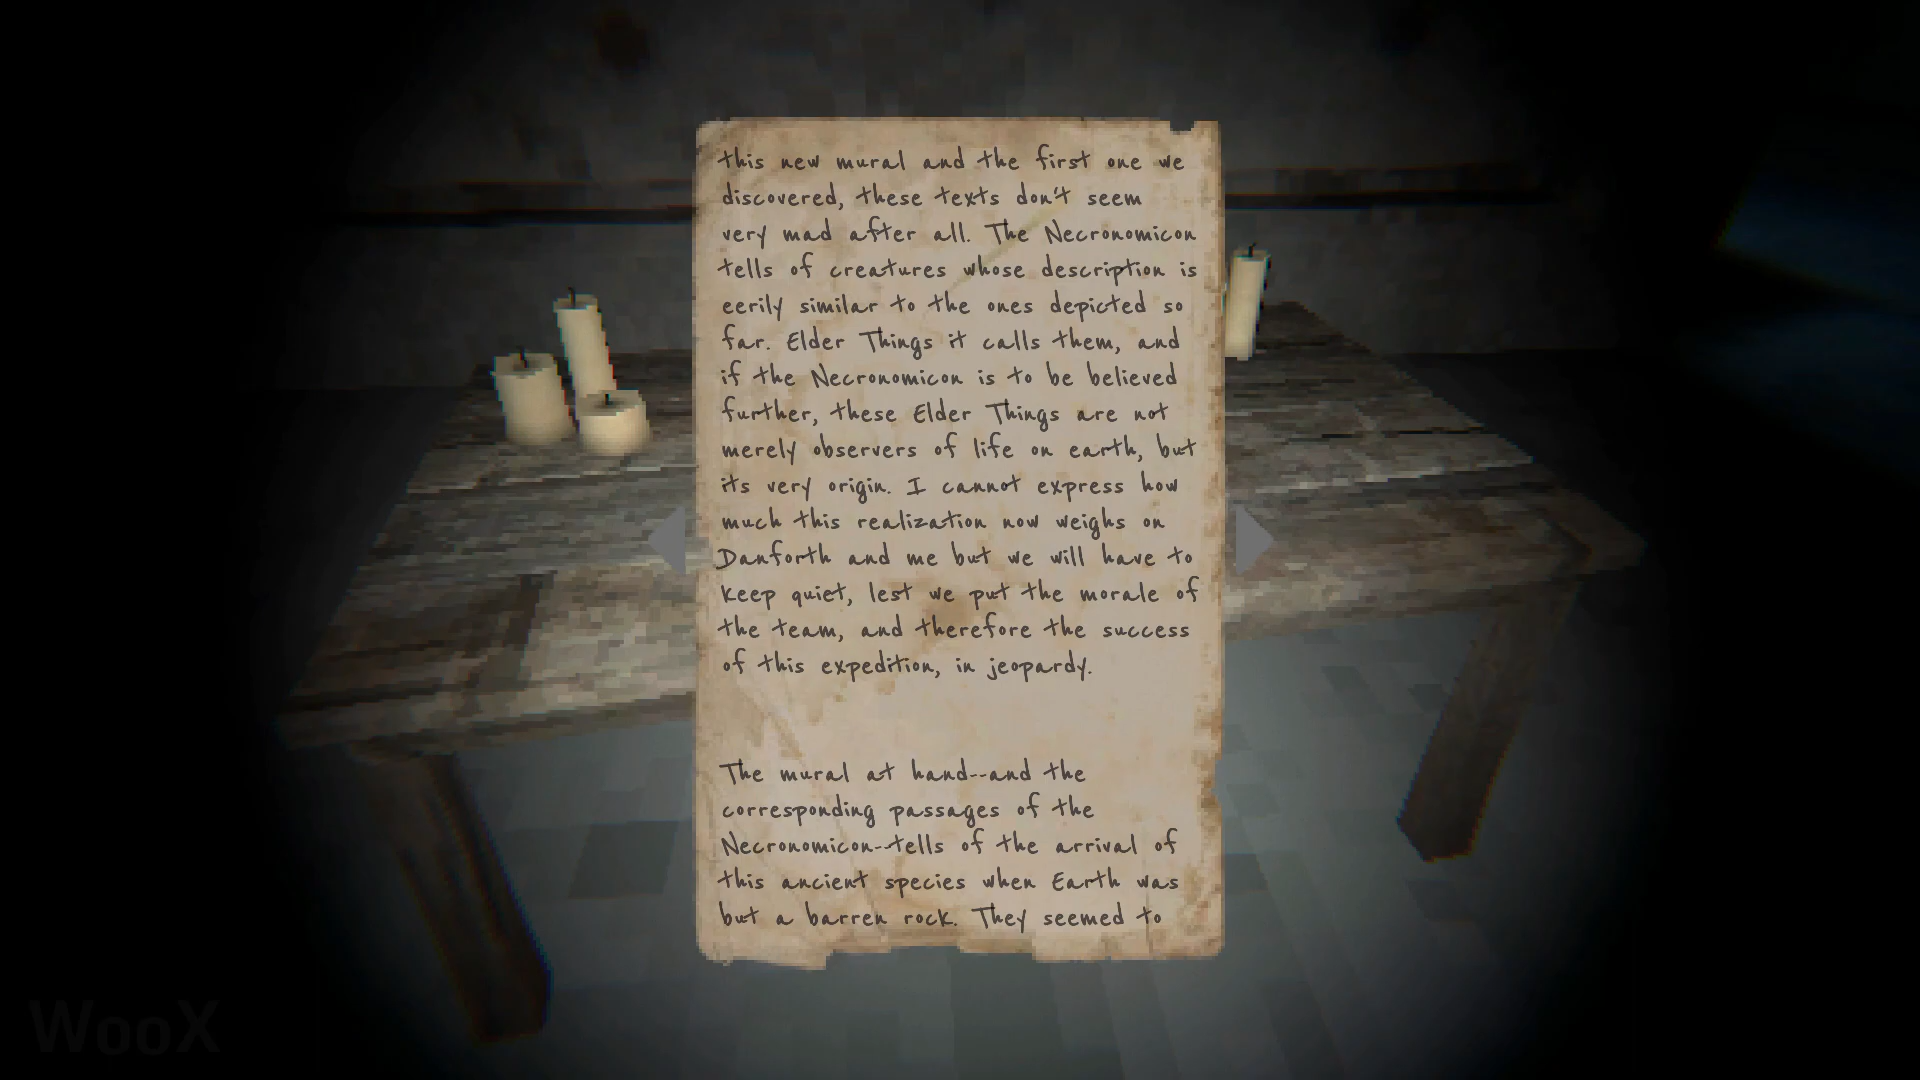 this new mural and the first one we
discovered, these texts don't seem
very mad after all. The Necronomicon
tells of creatures whose description is
eerily similar to the ones depicted so
far. Elder Things it calls them, and
if the Necronomicon is to be believed
further, these Elder Things are not
merely observers of life on earth, but
its very origin. I cannot express how
much this realization now weighs on
Danforth and me but we will have to
keep quiet, lest we put the morale of
the team, and therefore the success
of this expedition, in jeopardy.
The mural at hand--and the
corresponding passages of the
Necronomicon--tells of the arrival of
this ancient species when Earth was
but a barren rock. They seemed to
WooX